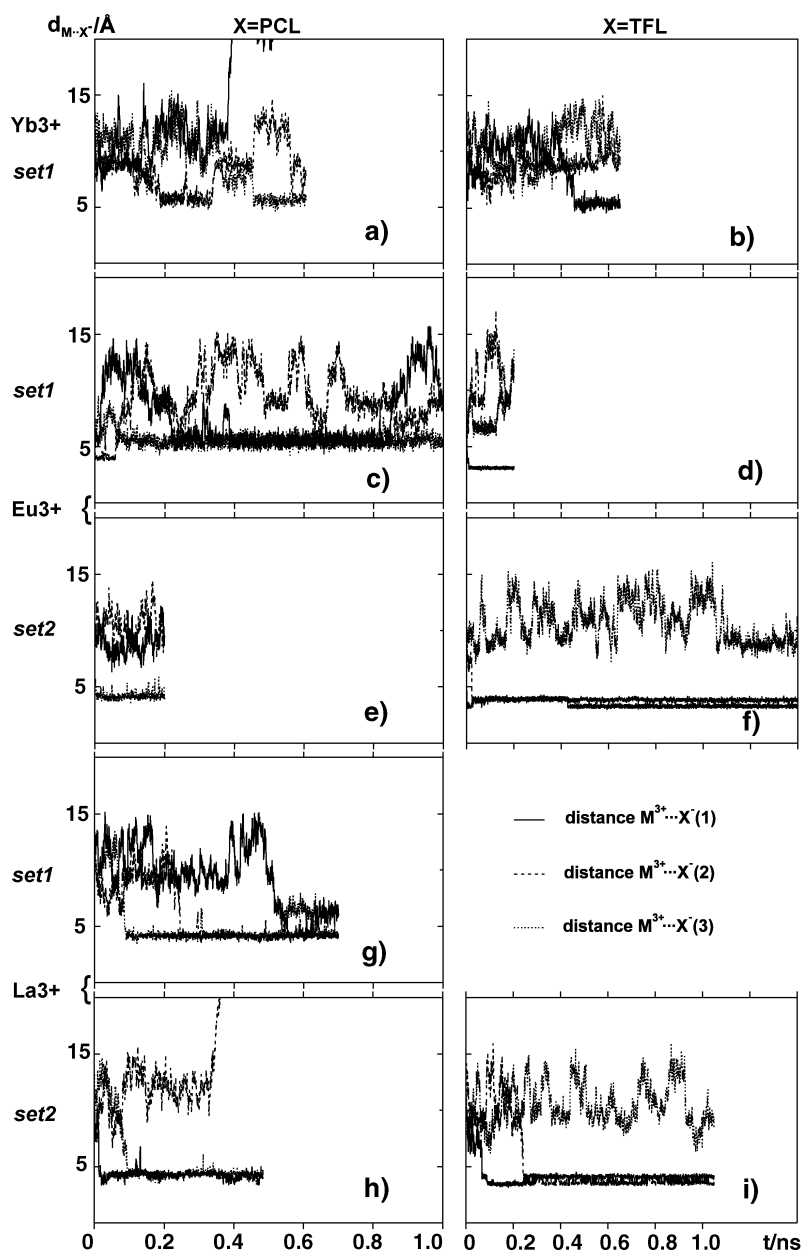 d_M··X⁻/Å X=PCL X=TFL
15
Yb3+
set1
5
a)
b)
15
set1
5
c)
d)
Eu3+ {
15
set2
5
e)
f)
15
set1
5
g)
distance M³⁺···X⁻(1)
distance M³⁺···X⁻(2)
distance M³⁺···X⁻(3)
La3+ {
15
set2
5
h)
i)
0 0.2 0.4 0.6 0.8 1.0 0 0.2 0.4 0.6 0.8 1.0 t/ns